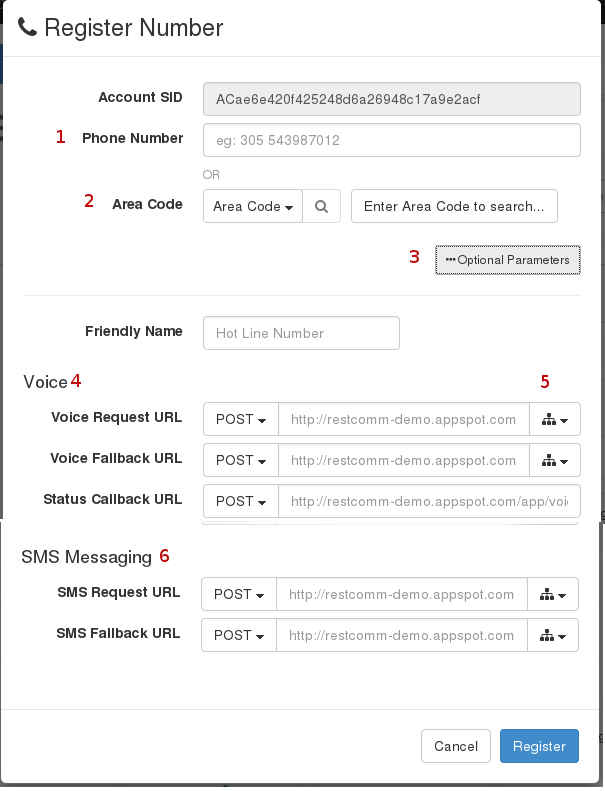 Register Number
Account SID ACae6e420f425248d6a26948c17a9e2acf
1 Phone Number eg: 305 543987012
OR
2 Area Code Area Code Enter Area Code to search...
3 •••Optional Parameters
Friendly Name Hot Line Number
Voice 4 5
Voice Request URL POST http://restcomm-demo.appspot.com
Voice Fallback URL POST http://restcomm-demo.appspot.com
Status Callback URL POST http://restcomm-demo.appspot.com/app/voi
SMS Messaging 6
SMS Request URL POST http://restcomm-demo.appspot.com
SMS Fallback URL POST http://restcomm-demo.appspot.com
Cancel Register